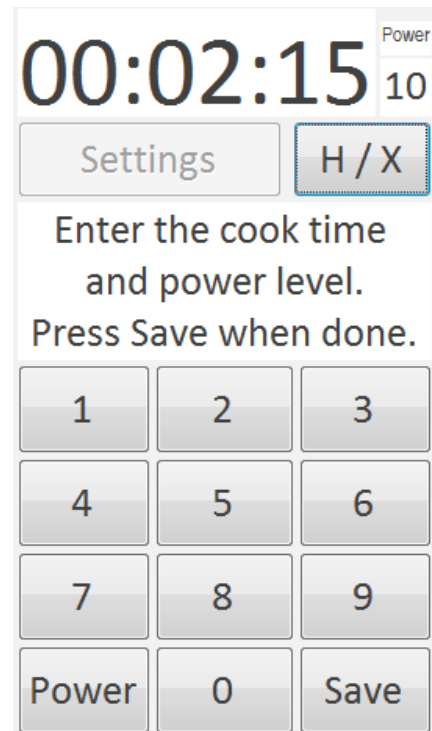 00:02:15
Power
10
Settings
H / X
Enter the cook time
and power level.
Press Save when done.
1
2
3
4
5
6
7
8
9
Power
0
Save